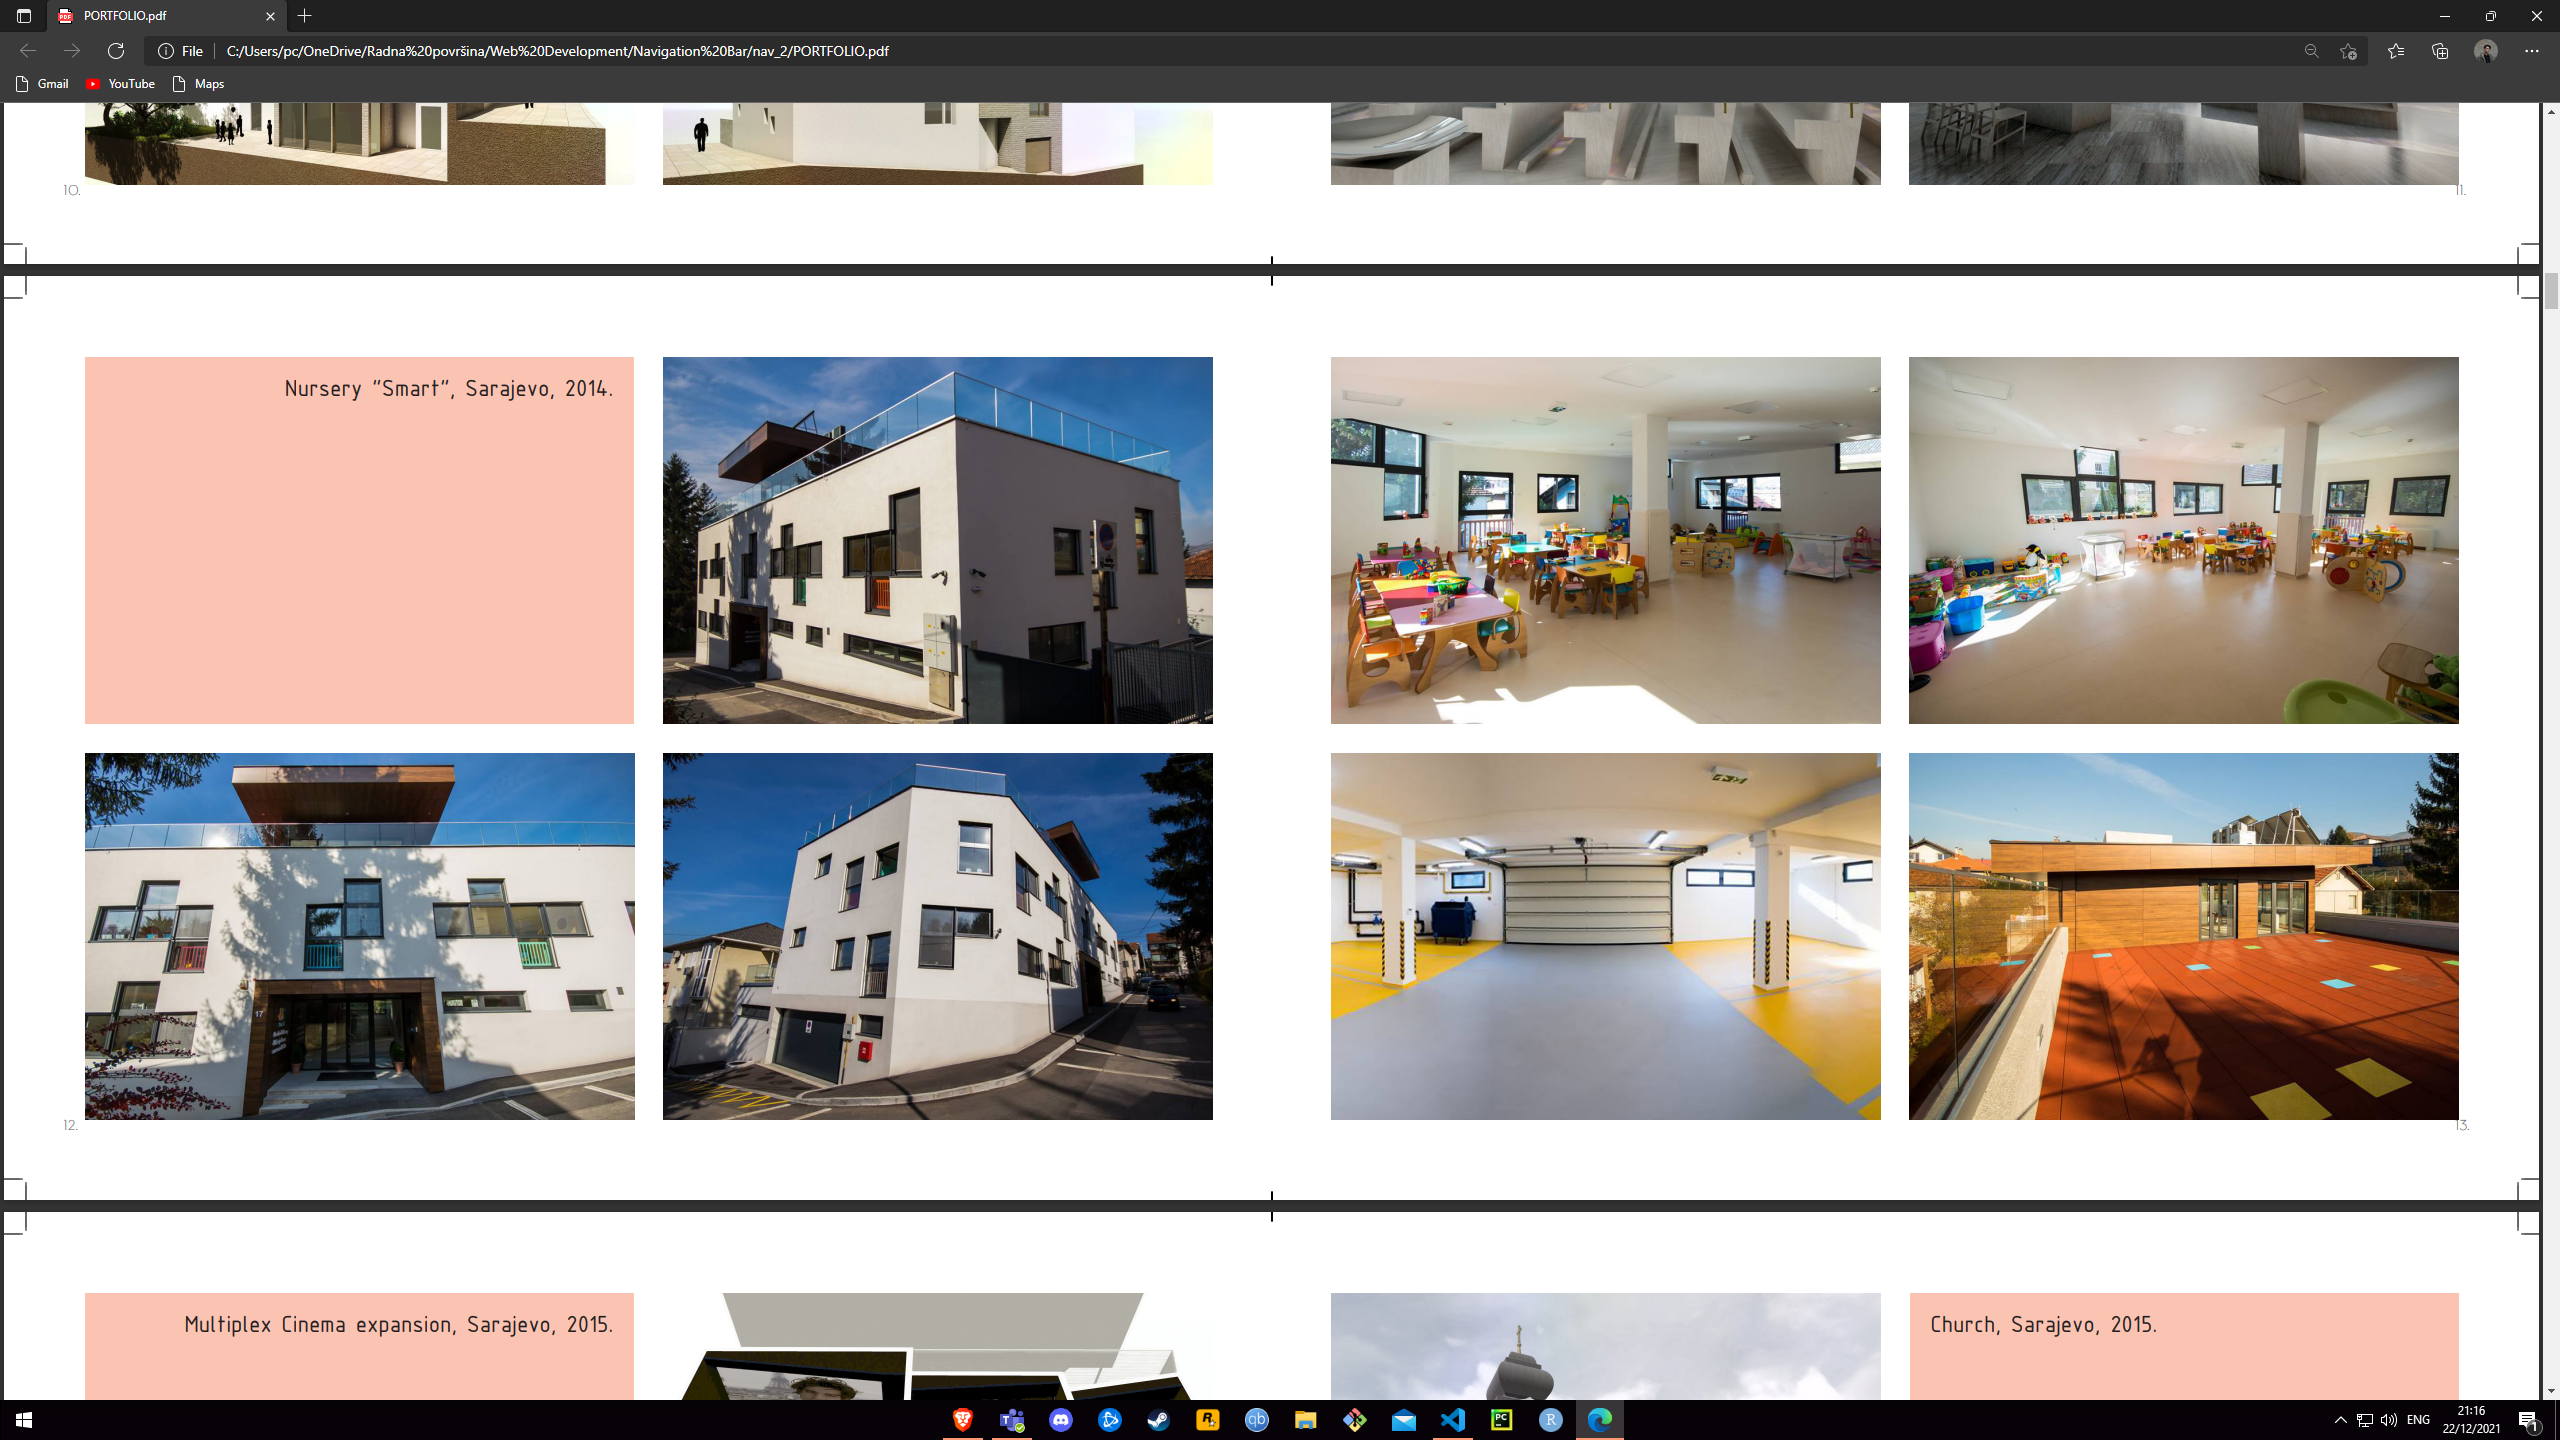 PORTFOLIO.pdf
File
C:/Users/pc/OneDrive/Radna%20površina/Web%20Development/Navigation%20Bar/nav_2/PORTFOLIO.pdf
Gmail
YouTube
Maps
10.
11.
Nursery "Smart", Sarajevo, 2014.
17
12.
13.
Multiplex Cinema expansion, Sarajevo, 2015.
Church, Sarajevo, 2015.
ENG
21:16
22/12/2021
1